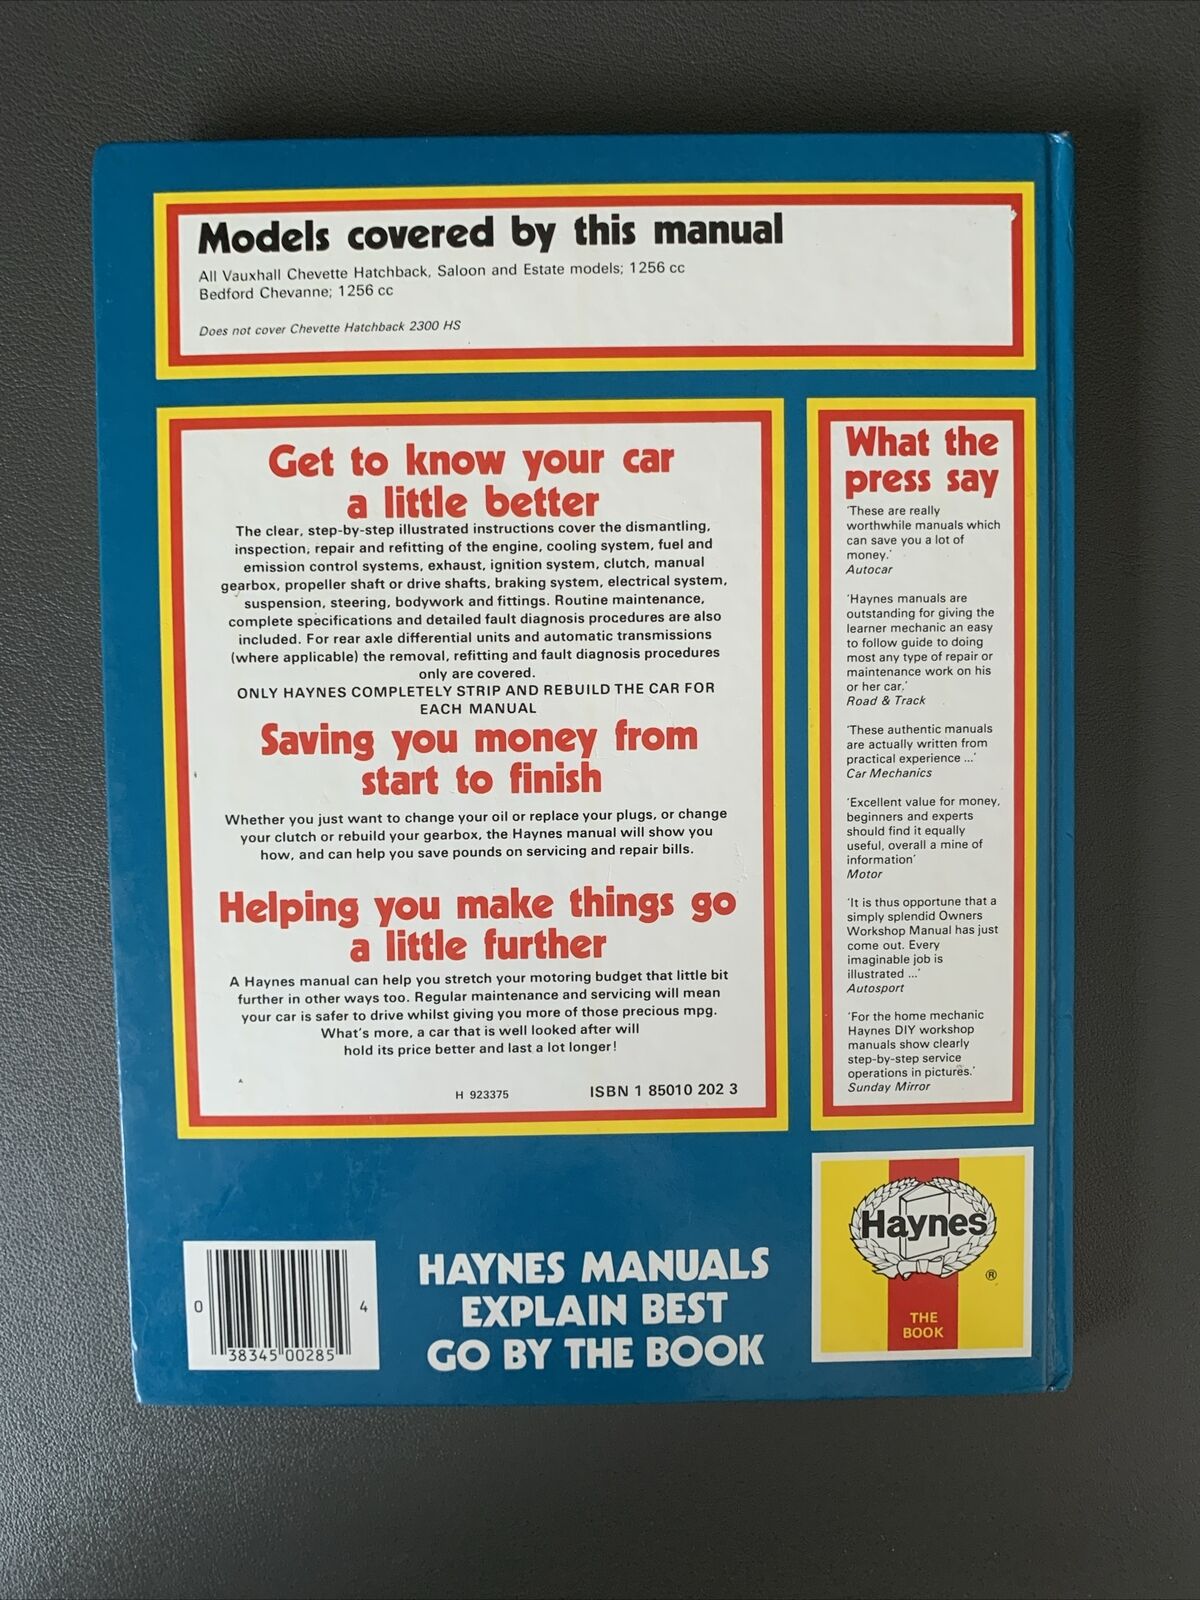 Models covered by this manual
All Vauxhall Chevette Hatchback, Saloon and Estate models; 1256 cc
Bedford Chevanne; 1256 cc
Does not cover Chevette Hatchback 2300 HS
Get to know your car
a little better
The clear, step-by-step illustrated instructions cover the dismantling,
inspection, repair and refitting of the engine, cooling system, fuel and
emission control systems, exhaust, ignition system, clutch, manual
gearbox, propeller shaft or drive shafts, braking system, electrical system,
suspension, steering, bodywork and fittings. Routine maintenance,
complete specifications and detailed fault diagnosis procedures are also
included. For rear axle differential units and automatic transmissions
(where applicable) the removal, refitting and fault diagnosis procedures
only are covered.
ONLY HAYNES COMPLETELY STRIP AND REBUILD THE CAR FOR
EACH MANUAL
Saving you money from
start to finish
Whether you just want to change your oil or replace your plugs, or change
your clutch or rebuild your gearbox, the Haynes manual will show you
how, and can help you save pounds on servicing and repair bills.
Helping you make things go
a little further
A Haynes manual can help you stretch your motoring budget that little bit
further in other ways too. Regular maintenance and servicing will mean
your car is safer to drive whilst giving you more of those precious mpg.
What's more, a car that is well looked after will
hold its price better and last a lot longer!
A
H 923375
ISBN 1 85010 202 3
What the
press say
'These are really
worthwhile manuals which
can save you a lot of
money.'
Autocar
'Haynes manuals are
outstanding for giving the
learner mechanic an easy
to follow guide to doing
most any type of repair or
maintenance work on his
or her car.'
Road & Track
'These authentic manuals
are actually written from
practical experience ...'
Car Mechanics
'Excellent value for money,
beginners and experts
should find it equally
useful, overall a mine of
information'
Motor
'It is thus opportune that a
simply splendid Owners
Workshop Manual has just
come out. Every
imaginable job is
illustrated ...'
Autosport
'For the home mechanic
Haynes DIY workshop
manuals show clearly
step-by-step service
operations in pictures.'
Sunday Mirror
0 38345 00285 4
HAYNES MANUALS
EXPLAIN BEST
GO BY THE BOOK
Haynes
®
THE
BOOK